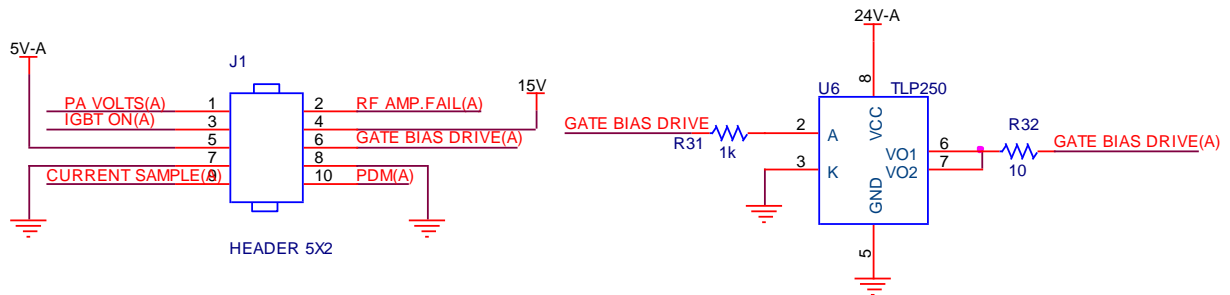 5V-A
J1
15V
PA VOLTS(A) 1 2 RF AMP.FAIL(A)
IGBT ON(A) 3 4
5 6 GATE BIAS DRIVE(A)
7 8
CURRENT SAMPLE(A) 9 10 PDM(A)
HEADER 5X2
24V-A
8
U6 TLP250
GATE BIAS DRIVE
R31
1k
2 A
VCC
3 K
VO1 6
VO2 7
GND
5
R32
10
GATE BIAS DRIVE(A)